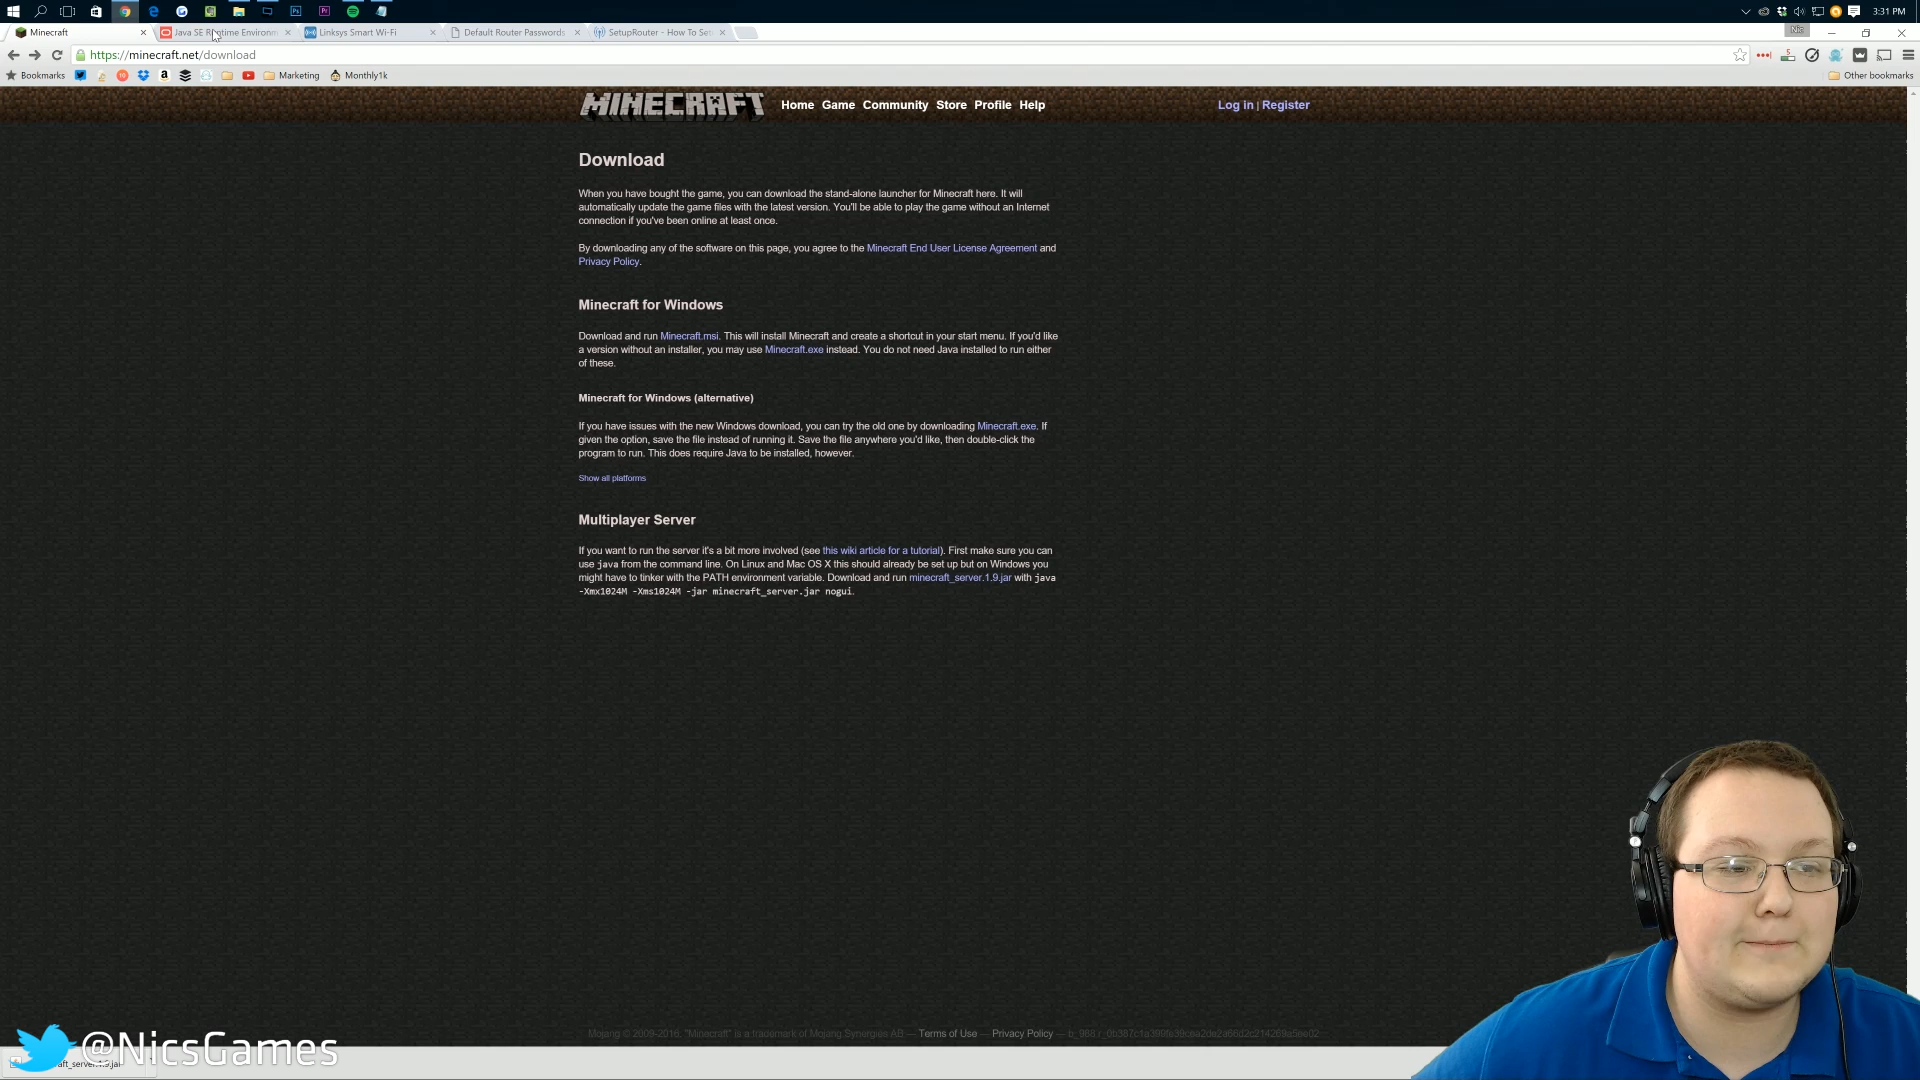 3:31 PM
Minecraft
Java SE Runtime Environm
Linksys Smart Wi-Fi
Default Router Passwords
SetupRouter - How To Set
Nic
https://minecraft.net/download
Bookmarks
Marketing
Monthly1k
Other bookmarks
MINECRAFT
Home Game Community Store Profile Help
Log in | Register
Download
When you have bought the game, you can download the stand-alone launcher for Minecraft here. It will
automatically update the game files with the latest version. You'll be able to play the game without an Internet
connection if you've been online at least once.
By downloading any of the software on this page, you agree to the Minecraft End User License Agreement and
Privacy Policy.
Minecraft for Windows
Download and run Minecraft.msi. This will install Minecraft and create a shortcut in your start menu. If you'd like
a version without an installer, you may use Minecraft.exe instead. You do not need Java installed to run either
of these.
Minecraft for Windows (alternative)
If you have issues with the new Windows download, you can try the old one by downloading Minecraft.exe. If
given the option, save the file instead of running it. Save the file anywhere you'd like, then double-click the
program to run. This does require Java to be installed, however.
Show all platforms
Multiplayer Server
If you want to run the server it's a bit more involved (see this wiki article for a tutorial). First make sure you can
use java from the command line. On Linux and Mac OS X this should already be set up but on Windows you
might have to tinker with the PATH environment variable. Download and run minecraft_server.1.9.jar with java
-Xmx1024M -Xms1024M -jar minecraft_server.jar nogui.
Mojang © 2009-2016. "Minecraft" is a trademark of Mojang Synergies AB — Terms of Use — Privacy Policy —
@NicsGames